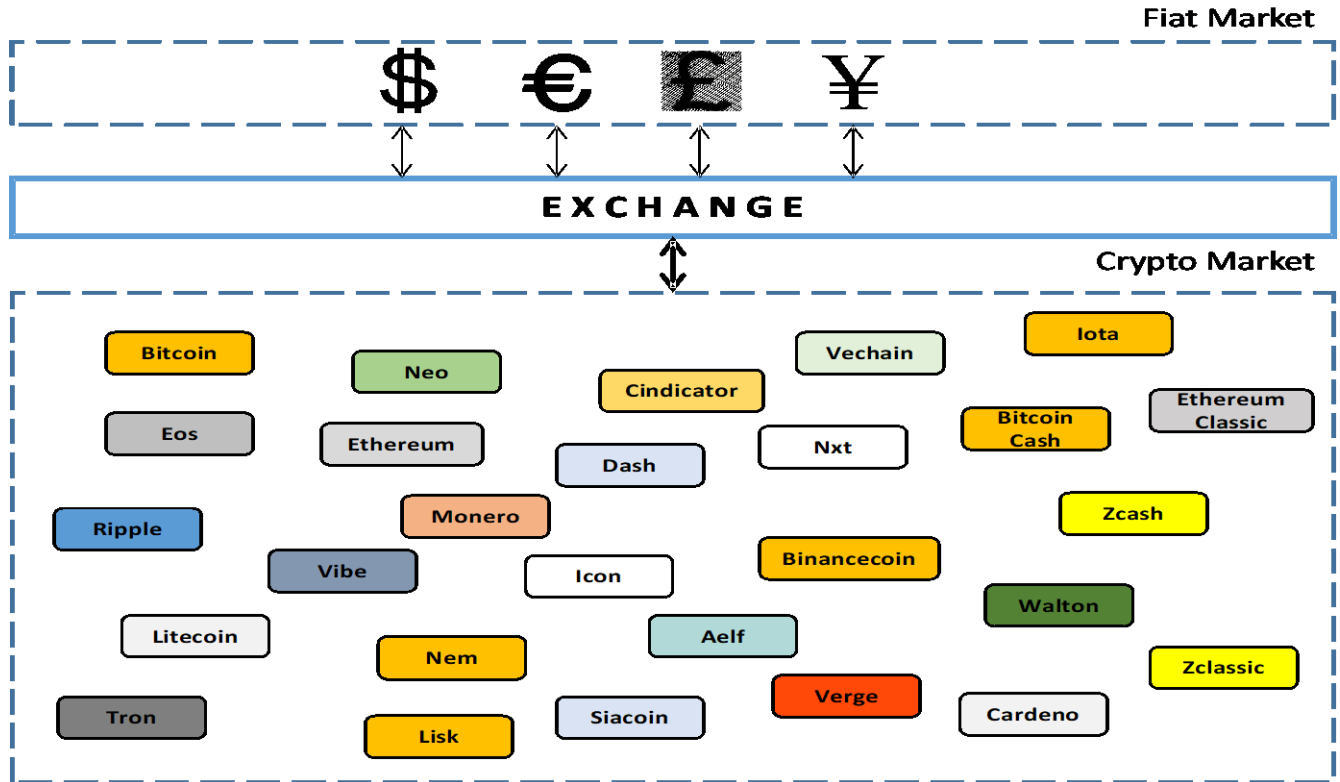 Fiat Market
$ € £ ¥
EXCHANGE
Crypto Market
Iota
Bitcoin
Vechain
Neo
Cindicator
Ethereum
Classic
Bitcoin
Cash
Eos
Ethereum
Nxt
Dash
Monero
Zcash
Ripple
Binancecoin
Vibe
Icon
Walton
Litecoin
Aelf
Nem
Zclassic
Verge
Tron
Siacoin
Cardeno
Lisk